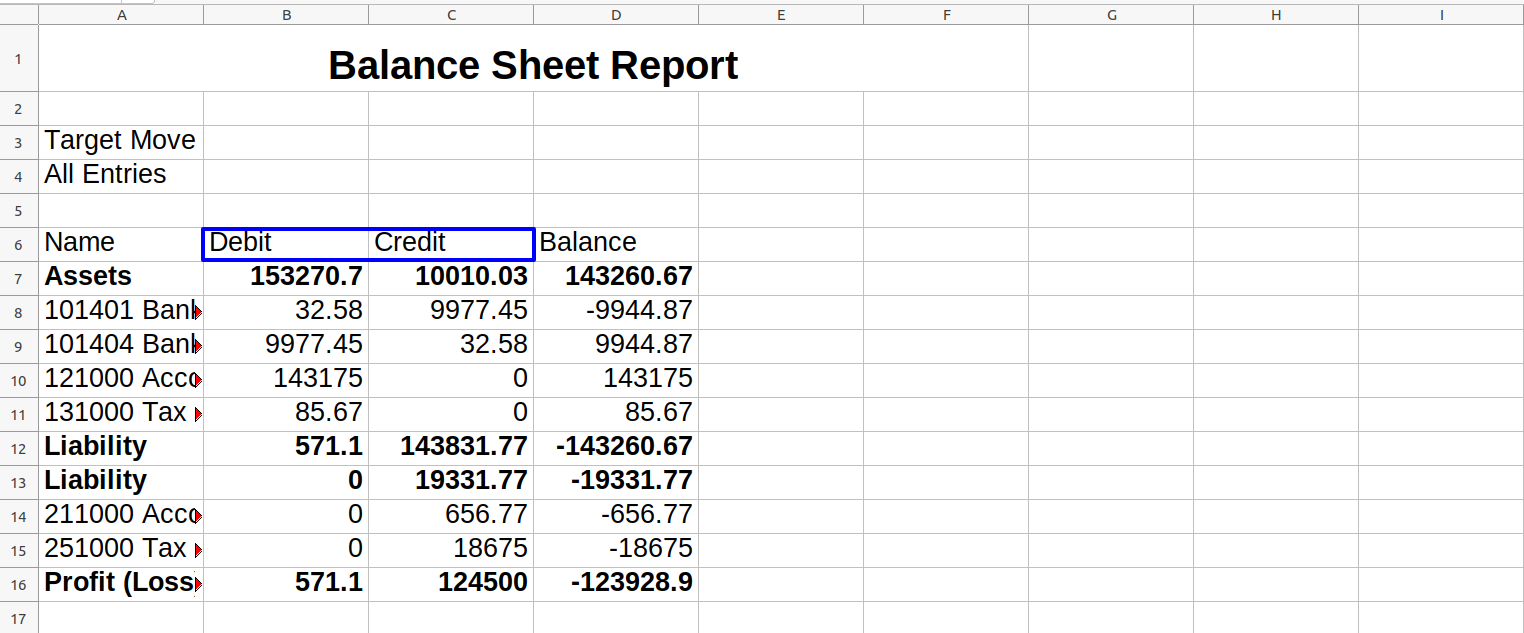 A B C D E F G H I
1 Balance Sheet Report
2
3 Target Move
4 All Entries
5
6 Name Debit Credit Balance
7 Assets 153270.7 10010.03 143260.67
8 101401 Bank 32.58 9977.45 -9944.87
9 101404 Bank 9977.45 32.58 9944.87
10 121000 Acco 143175 0 143175
11 131000 Tax 85.67 0 85.67
12 Liability 571.1 143831.77 -143260.67
13 Liability 0 19331.77 -19331.77
14 211000 Acco 0 656.77 -656.77
15 251000 Tax 0 18675 -18675
16 Profit (Loss) 571.1 124500 -123928.9
17